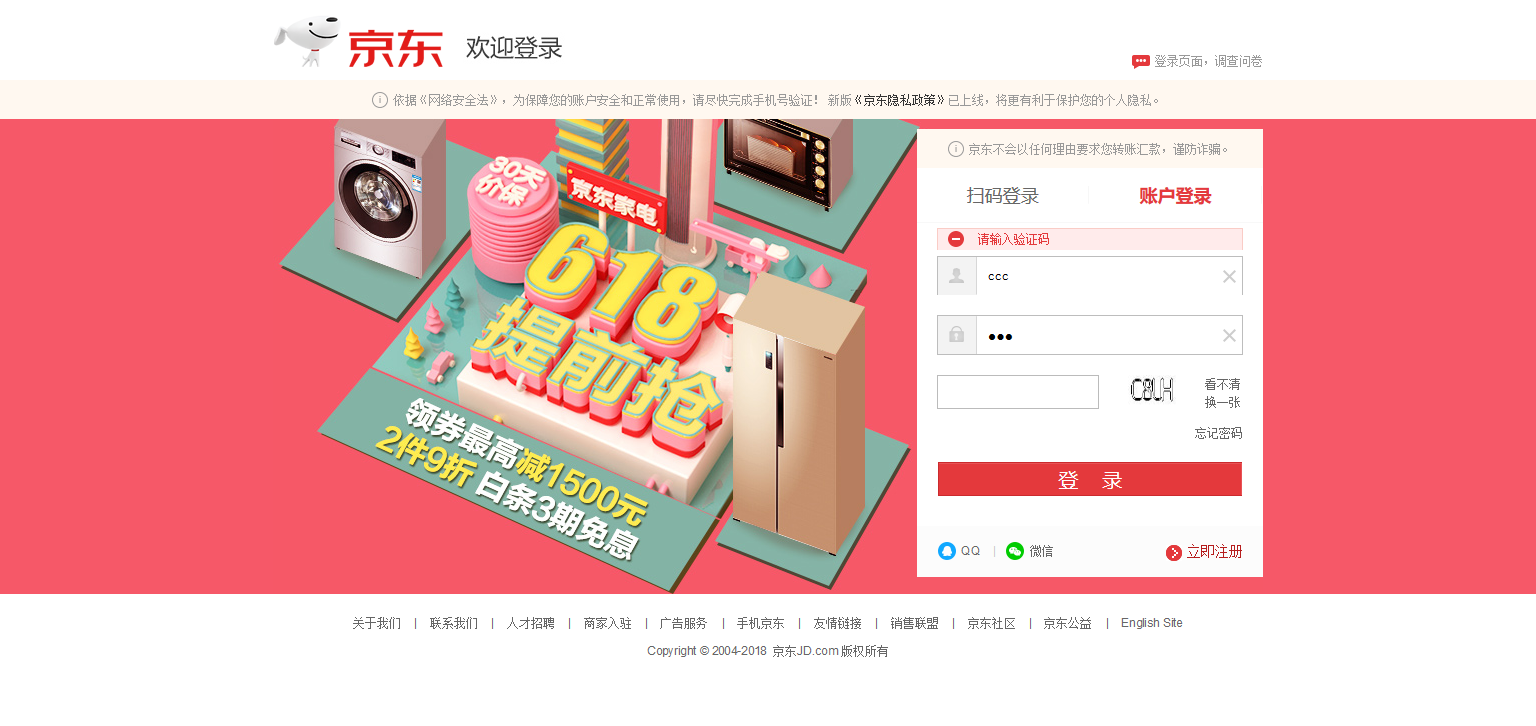 京东
欢迎登录
登录页面，调查问卷
依据《网络安全法》，为保障您的账户安全和正常使用，请尽快完成手机号验证！ 新版《京东隐私政策》已上线，将更有利于保护您的个人隐私。
30天
价保
京东家电
618
提前抢
领券最高减1500元
2件9折 白条3期免息
京东不会以任何理由要求您转账汇款，谨防诈骗。
扫码登录
账户登录
请输入验证码
ccc
●●●
看不清
换一张
忘记密码
登 录
QQ
微信
立即注册
关于我们 | 联系我们 | 人才招聘 | 商家入驻 | 广告服务 | 手机京东 | 友情链接 | 销售联盟 | 京东社区 | 京东公益 | English Site
Copyright © 2004-2018 京东JD.com 版权所有